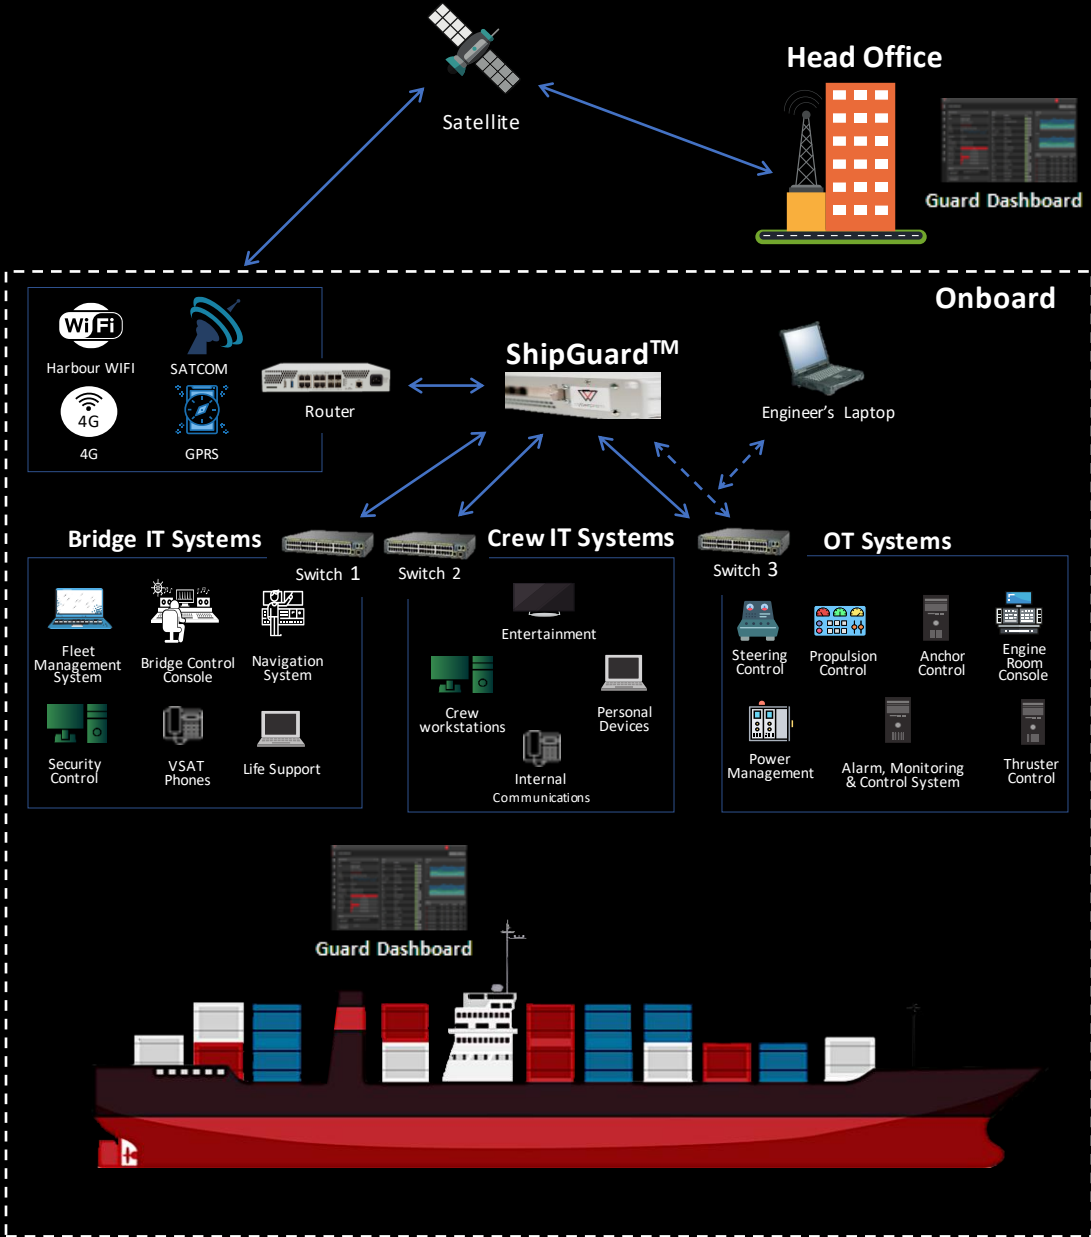 Satellite
Head Office
Guard Dashboard
Onboard
WiFi
Harbour WIFI
SATCOM
4G
4G
GPRS
Router
ShipGuard™
Engineer's Laptop
Bridge IT Systems
Switch 1
Switch 2
Crew IT Systems
Switch 3
OT Systems
Fleet
Management
System
Bridge Control
Console
Navigation
System
Security
Control
VSAT
Phones
Life Support
Entertainment
Crew
workstations
Personal
Devices
Internal
Communications
Steering
Control
Propulsion
Control
Anchor
Control
Engine
Room
Console
Power
Management
Alarm, Monitoring
& Control System
Thruster
Control
Guard Dashboard